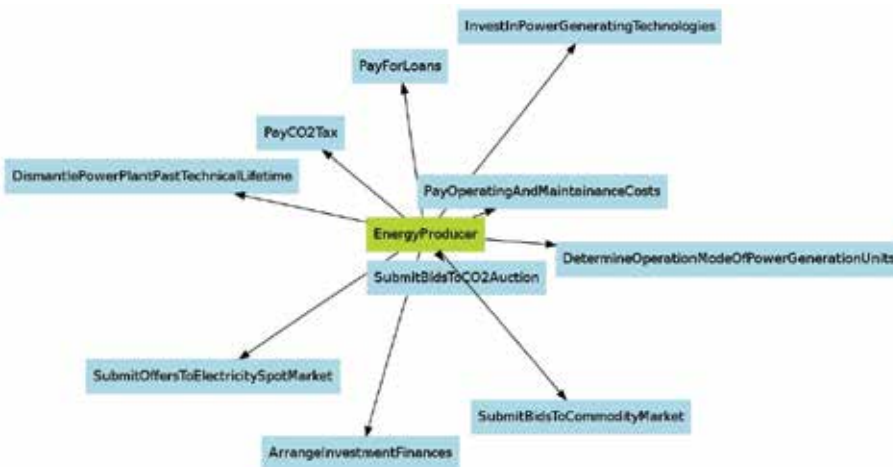 InvestInPowerGeneratingTechnologies
PayForLoans
PayCO2Tax
DismantlePowerPlantPastTechnicalLifetime
PayOperatingAndMaintainanceCosts
EnergyProducer
DetermineOperationModeOfPowerGenerationUnits
SubmitBidsToCO2Auction
SubmitOffersToElectricitySpotMarket
SubmitBidsToCommodityMarket
ArrangeInvestmentFinances